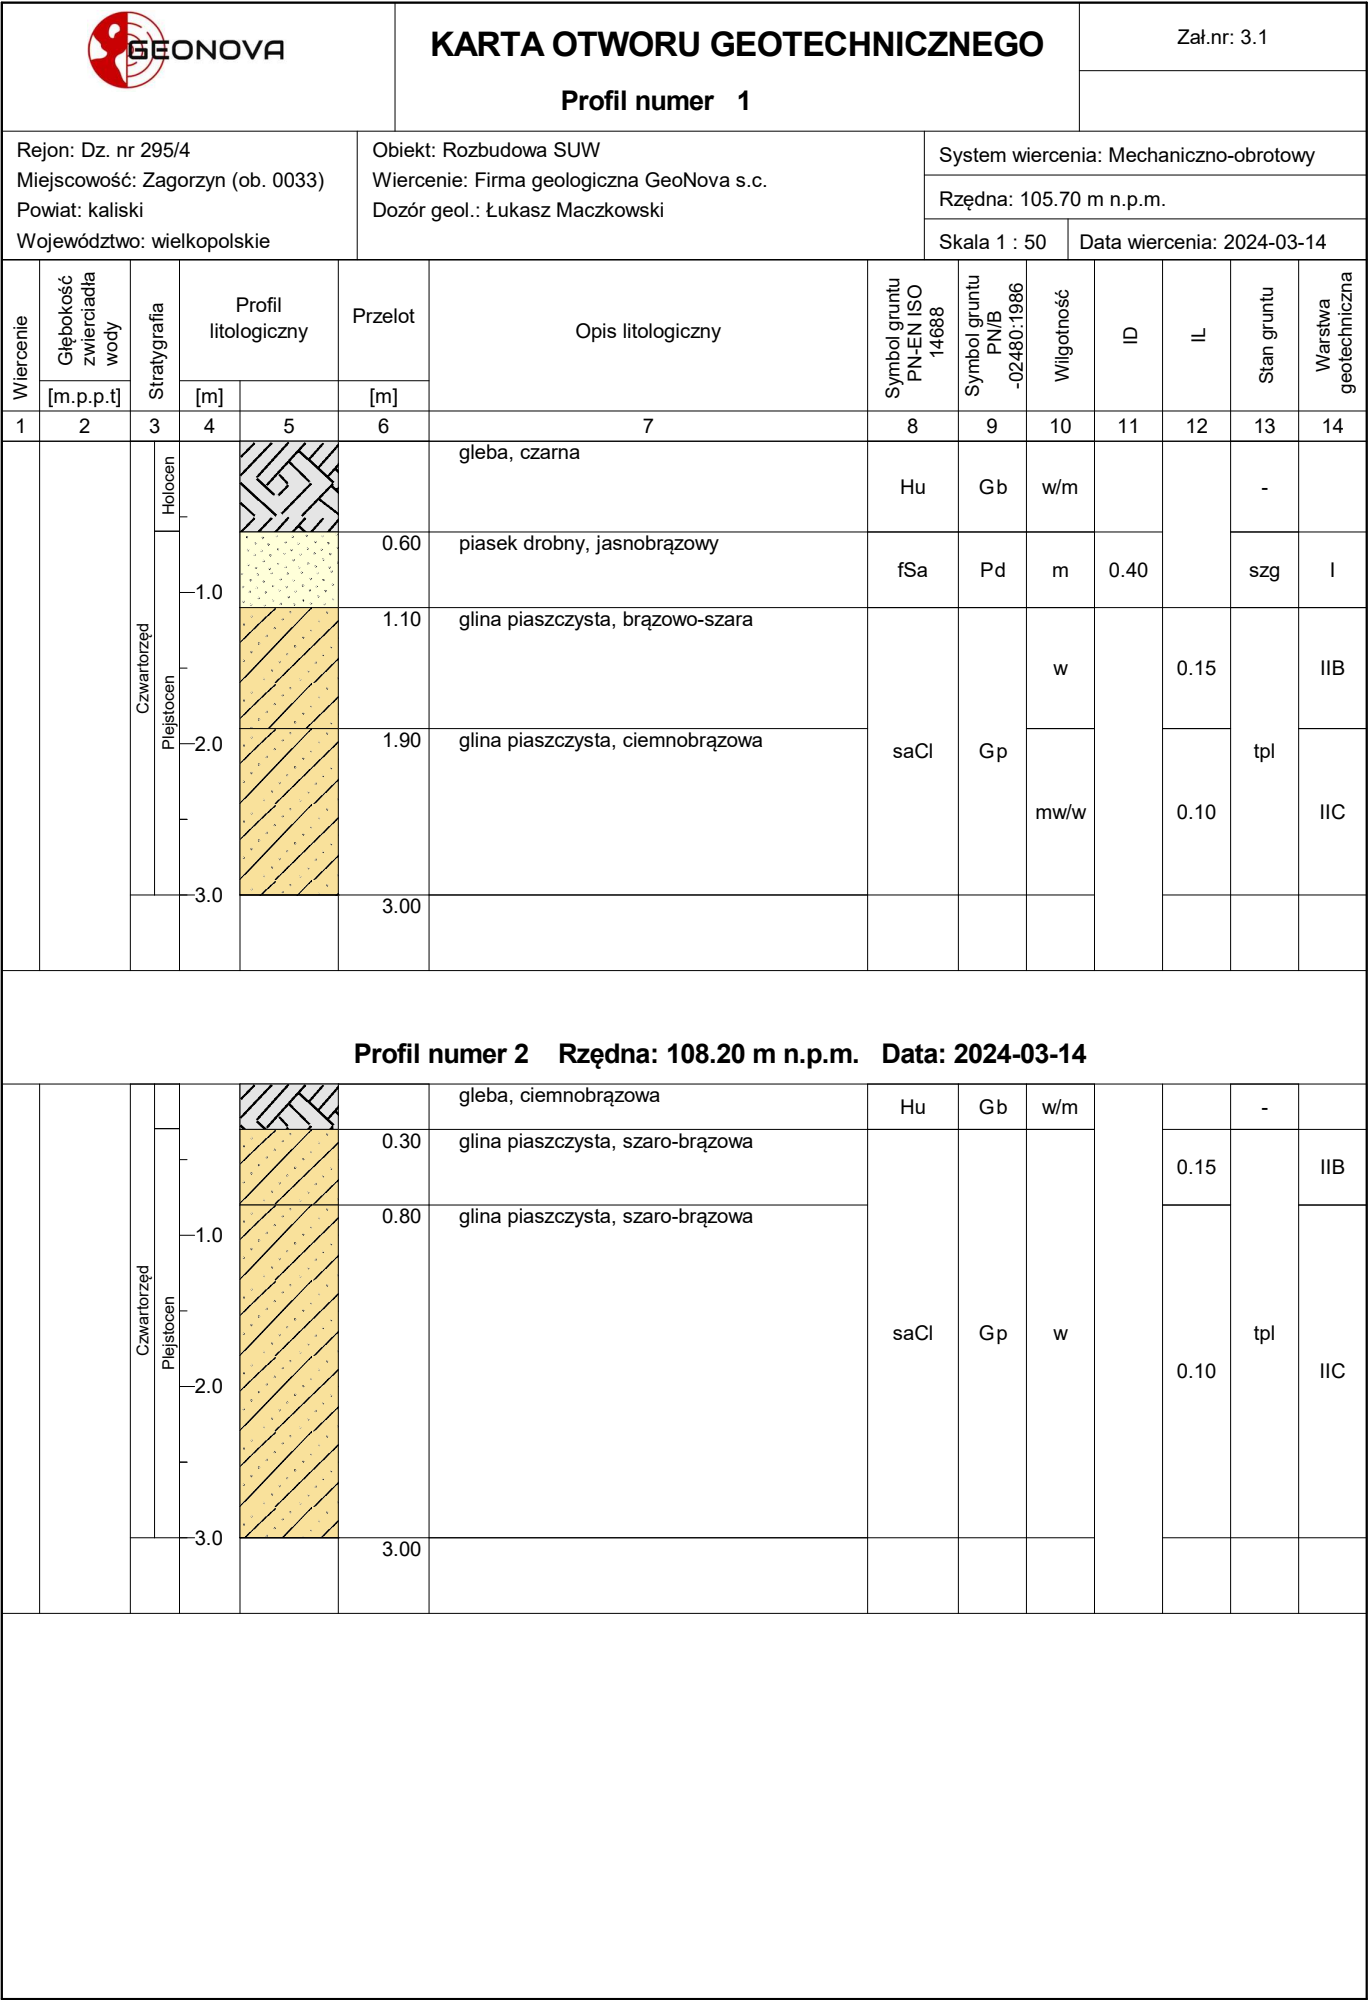 GEONOVA
KARTA OTWORU GEOTECHNICZNEGO
Profil numer 1
Zał.nr: 3.1
Rejon: Dz. nr 295/4
Miejscowość: Zagorzyn (ob. 0033)
Powiat: kaliski
Województwo: wielkopolskie
Obiekt: Rozbudowa SUW
Wiercenie: Firma geologiczna GeoNova s.c.
Dozór geol.: Łukasz Maczkowski
System wiercenia: Mechaniczno-obrotowy
Rzędna: 105.70 m n.p.m.
Skala 1 : 50
Data wiercenia: 2024-03-14
Wiercenie
Głębokość
zwierciadła
wody
[m.p.p.t]
Stratygrafia
Profil
litologiczny
[m]
Przelot
[m]
Opis litologiczny
Symbol gruntu
PN-EN ISO
14688
Symbol gruntu
PN/B
-02480:1986
Wilgotność
ID
IL
Stan gruntu
Warstwa
geotechniczna
1 2 3 4 5 6 7 8 9 10 11 12 13 14
Czwartorzęd
Holocen
Plejstocen
gleba, czarna
Hu Gb w/m -
0.60 piasek drobny, jasnobrązowy
fSa Pd m 0.40 szg I
1.0
1.10 glina piaszczysta, brązowo-szara
w 0.15 IIB
1.90 glina piaszczysta, ciemnobrązowa
2.0
saCl Gp tpl
mw/w 0.10 IIC
3.0
3.00
Profil numer 2 Rzędna: 108.20 m n.p.m. Data: 2024-03-14
Czwartorzęd
Plejstocen
gleba, ciemnobrązowa
Hu Gb w/m -
0.30 glina piaszczysta, szaro-brązowa
0.15 IIB
0.80 glina piaszczysta, szaro-brązowa
1.0
saCl Gp w tpl
0.10 IIC
2.0
3.0
3.00